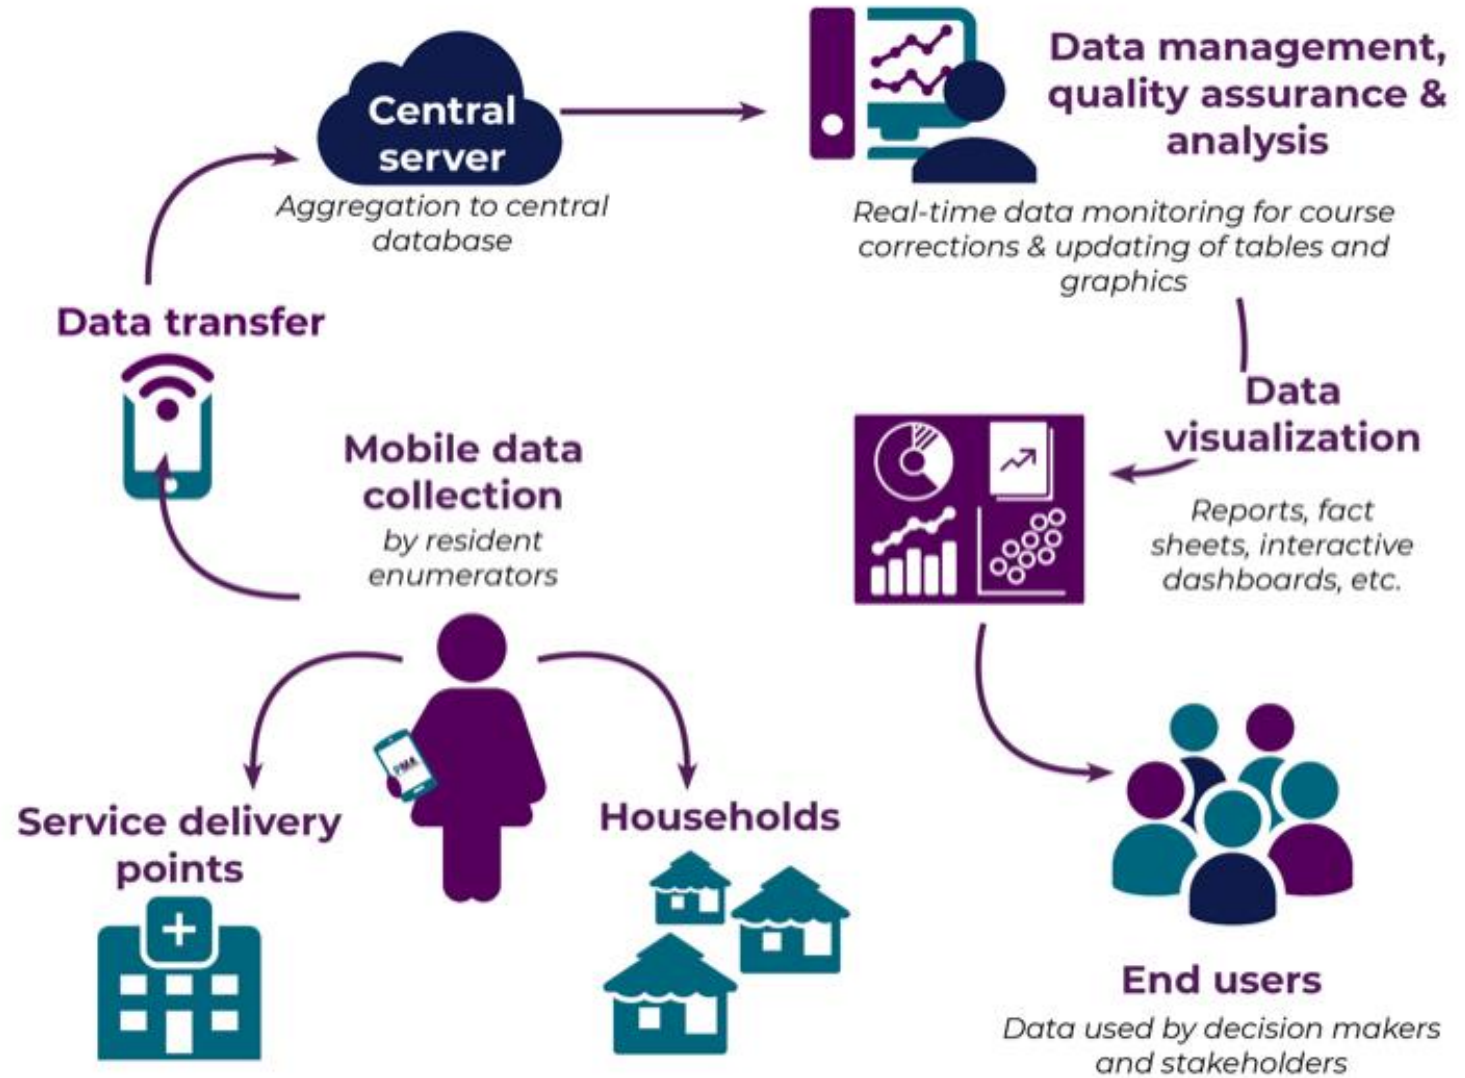 Central
server
Aggregation to central
database
Data management,
quality assurance &
analysis
Real-time data monitoring for course
corrections & updating of tables and
graphics
Data transfer
Mobile data
collection
by resident
enumerators
PMA
Service delivery
points
Households
Data
visualization
Reports, fact
sheets, interactive
dashboards, etc.
End users
Data used by decision makers
and stakeholders